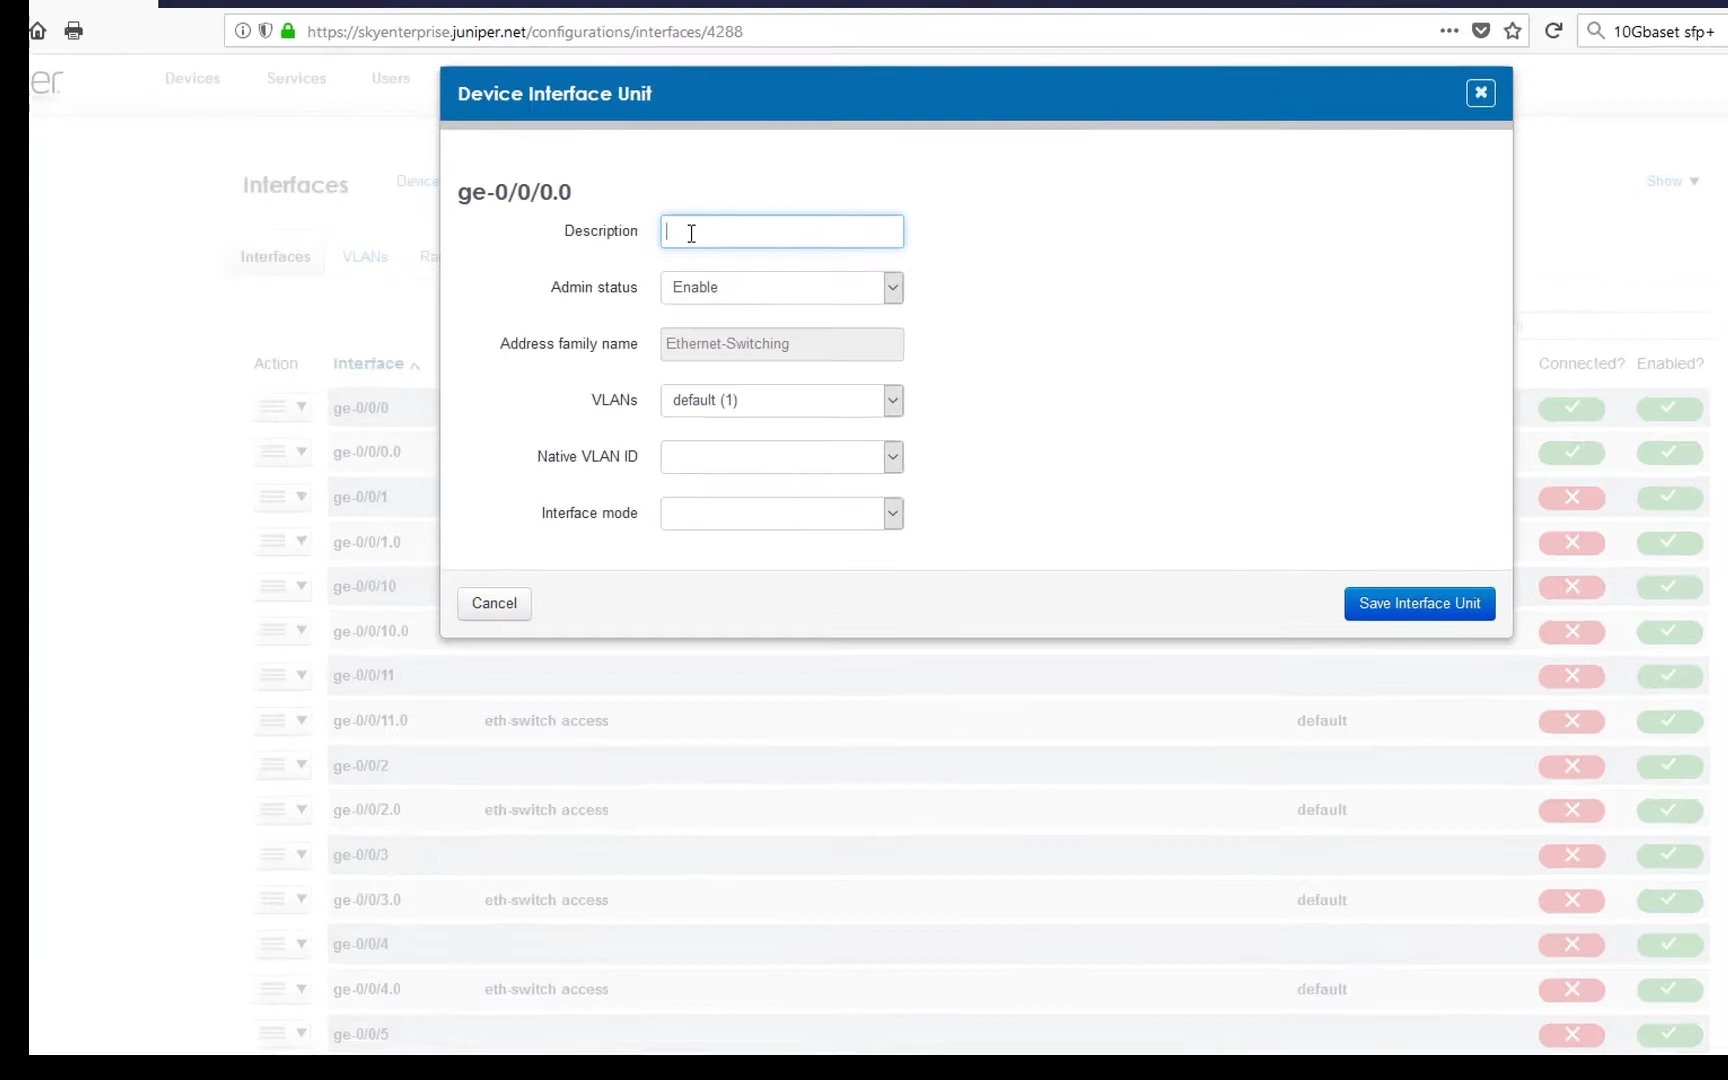 https://skyenterprise.juniper.net/configurations/interfaces/4288
10Gbaset sfp+
er
Devices Services Users
Device Interface Unit
Interfaces
Device
Show
Interfaces VLANs Ra
ge-0/0/0.0
Description
Admin status Enable
Address family name Ethernet-Switching
VLANs default (1)
Native VLAN ID
Interface mode
Cancel Save Interface Unit
Action Interface Connected? Enabled?
ge-0/0/0
ge-0/0/0.0
ge-0/0/1
ge-0/0/1.0
ge-0/0/10
ge-0/0/10.0
ge-0/0/11
ge-0/0/11.0 eth-switch access default
ge-0/0/2
ge-0/0/2.0 eth-switch access default
ge-0/0/3
ge-0/0/3.0 eth-switch access default
ge-0/0/4
ge-0/0/4.0 eth-switch access default
ge-0/0/5